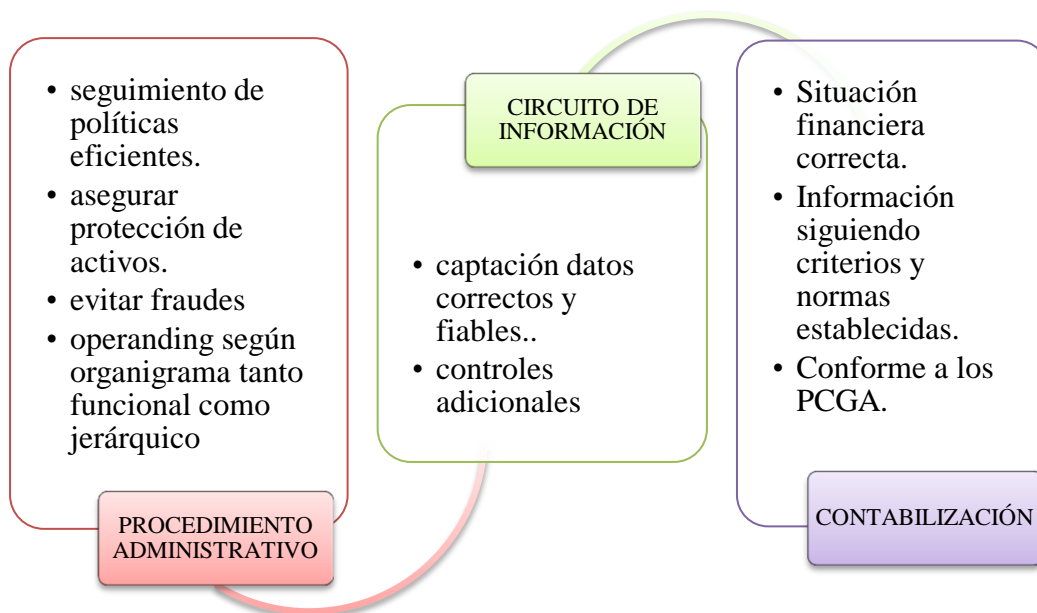 • seguimiento de
políticas
eficientes.
• asegurar
protección de
activos.
• evitar fraudes
• operanding según
organigrama tanto
funcional como
jerárquico
PROCEDIMIENTO
ADMINISTRATIVO
CIRCUITO DE
INFORMACIÓN
• captación datos
correctos y
fiables..
• controles
adicionales
• Situación
financiera
correcta.
• Información
siguiendo
criterios y
normas
establecidas.
• Conforme a los
PCGA.
CONTABILIZACIÓN